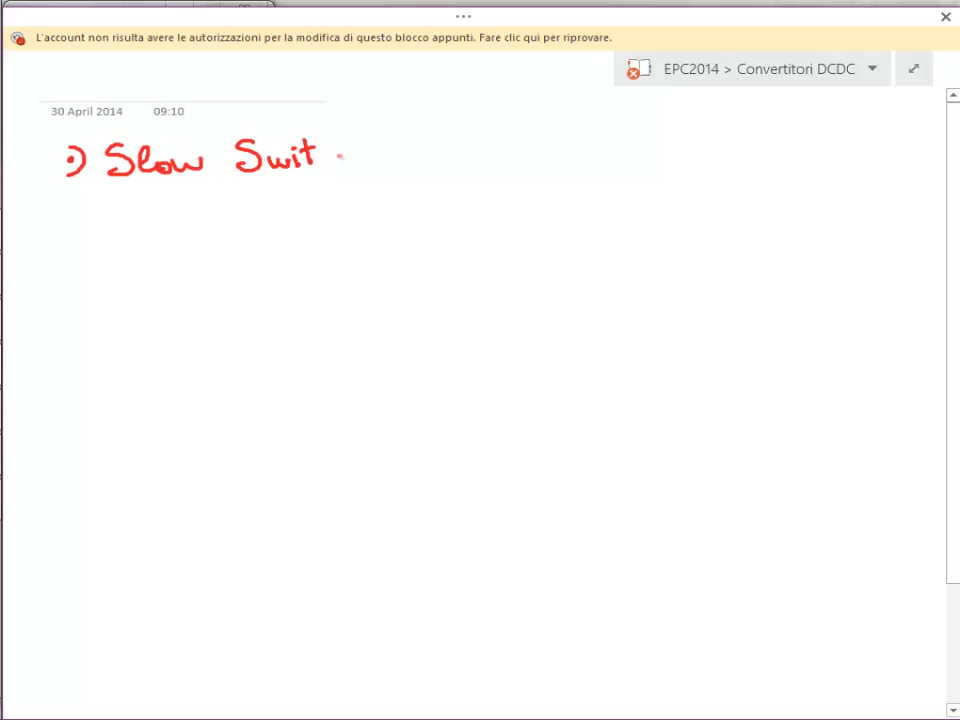 L'account non risulta avere le autorizzazioni per la modifica di questo blocco appunti. Fare clic qui per riprovare.
EPC2014 > Convertitori DCDC
30 April 2014 09:10
•) Slow Swit